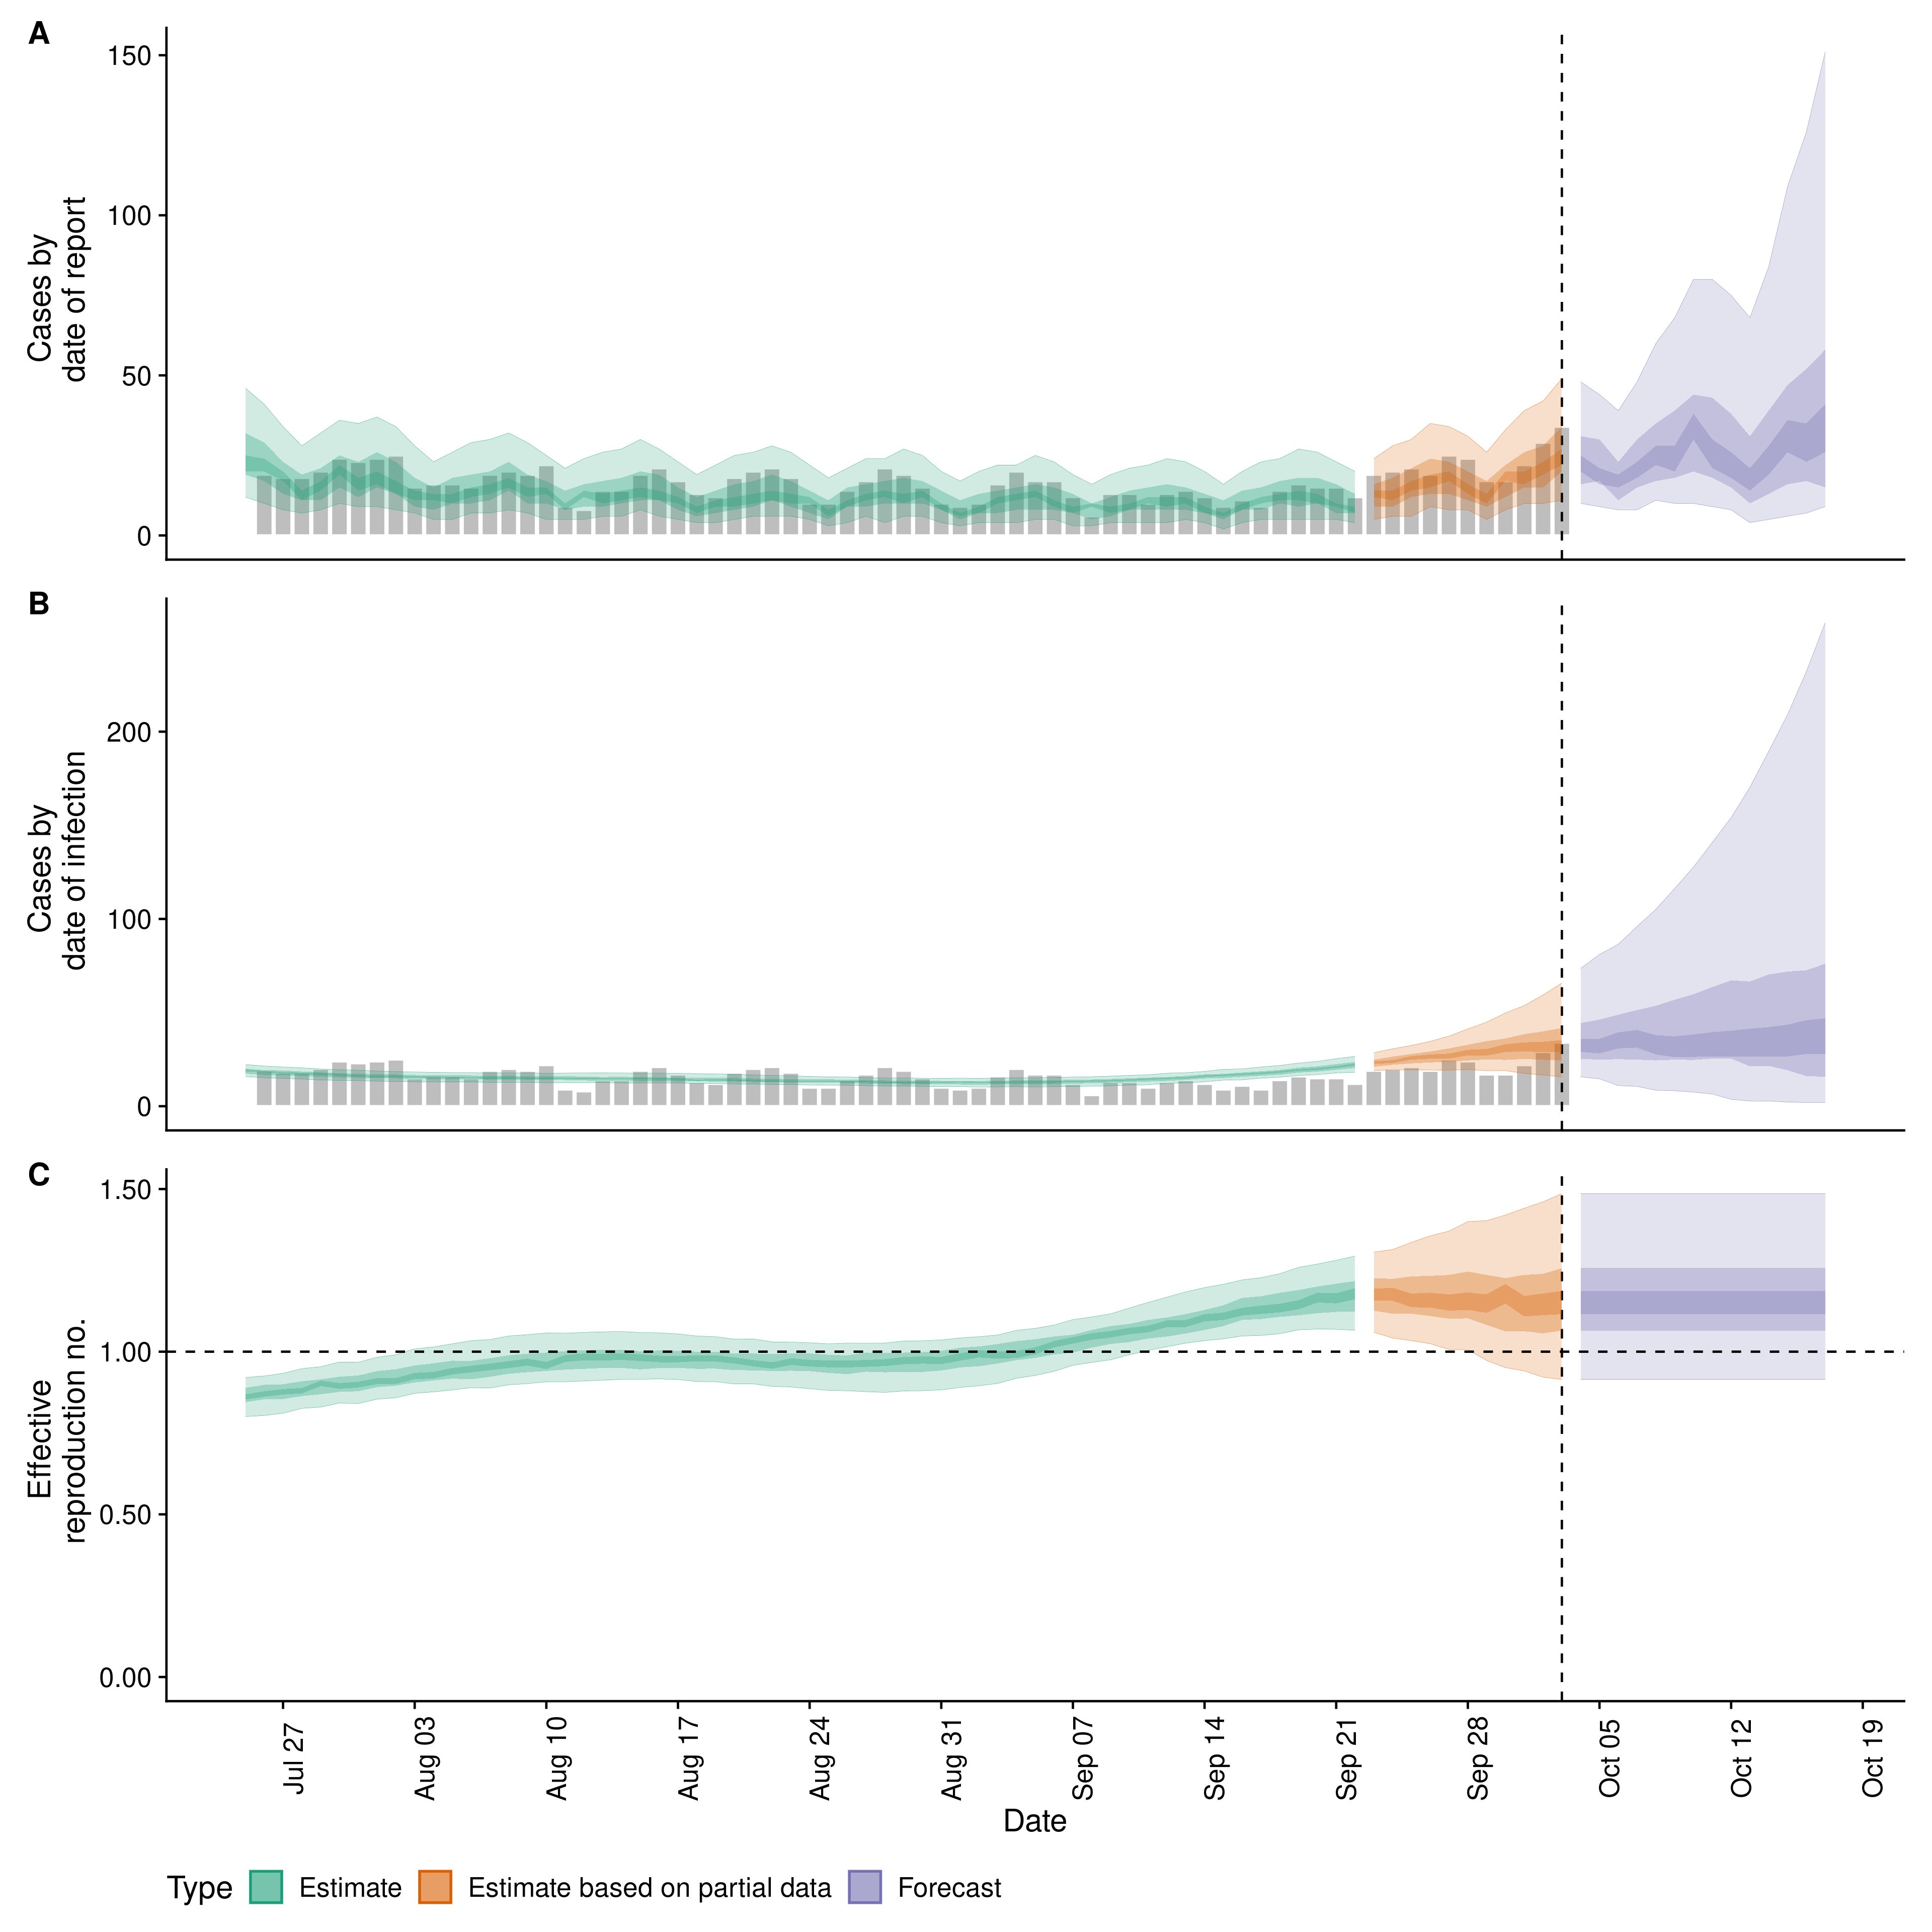 A
Cases by
date of report
150
100
50
0
B
Cases by
date of infection
200
100
0
C
Effective
reproduction no.
1.50
1.00
0.50
0.00
Jul 27
Aug 03
Aug 10
Aug 17
Aug 24
Aug 31
Sep 07
Sep 14
Sep 21
Sep 28
Oct 05
Oct 12
Oct 19
Date
Type Estimate Estimate based on partial data Forecast